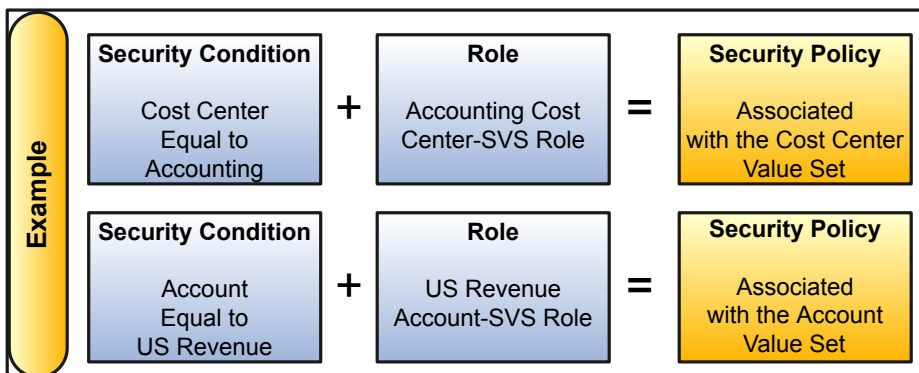 Example
Security Condition
Cost Center
Equal to
Accounting
+
Role
Accounting Cost
Center-SVS Role
=
Security Policy
Associated
with the Cost Center
Value Set
Security Condition
Account
Equal to
US Revenue
+
Role
US Revenue
Account-SVS Role
=
Security Policy
Associated
with the Account
Value Set